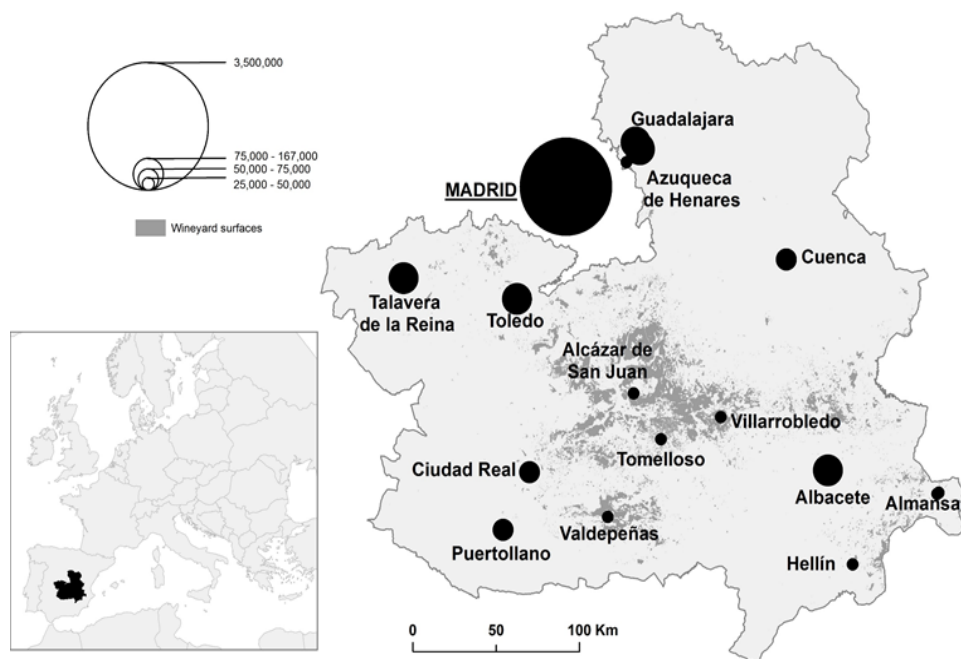 3,500,000
75,000 - 167,000
50,000 - 75,000
25,000 - 50,000
Wineyard surfaces
Guadalajara
MADRID
Azuqueca
de Henares
Cuenca
Talavera
de la Reina
Toledo
Alcázar de
San Juan
Villarrobledo
Tomelloso
Ciudad Real
Albacete
Almansa
Valdepeñas
Puertollano
Hellín
0 50 100 Km